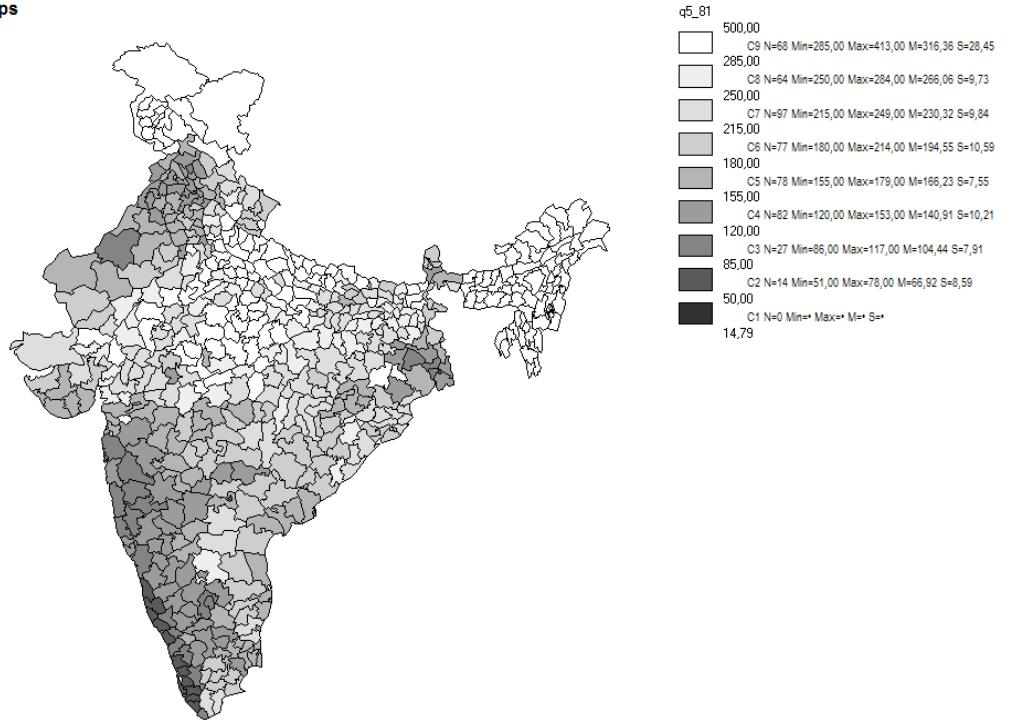 ps
q5_81
500,00
C9 N=68 Min=285,00 Max=413,00 M=316,36 S=28,45
285,00
C8 N=64 Min=250,00 Max=284,00 M=266,06 S=9,73
250,00
C7 N=97 Min=215,00 Max=249,00 M=230,32 S=9,84
215,00
C6 N=77 Min=180,00 Max=214,00 M=194,55 S=10,59
180,00
C5 N=78 Min=155,00 Max=179,00 M=166,23 S=7,55
155,00
C4 N=82 Min=120,00 Max=153,00 M=140,91 S=10,21
120,00
C3 N=27 Min=86,00 Max=117,00 M=104,44 S=7,91
85,00
C2 N=14 Min=51,00 Max=78,00 M=66,92 S=8,59
50,00
C1 N=0 Min=• Max=• M=• S=•
14,79